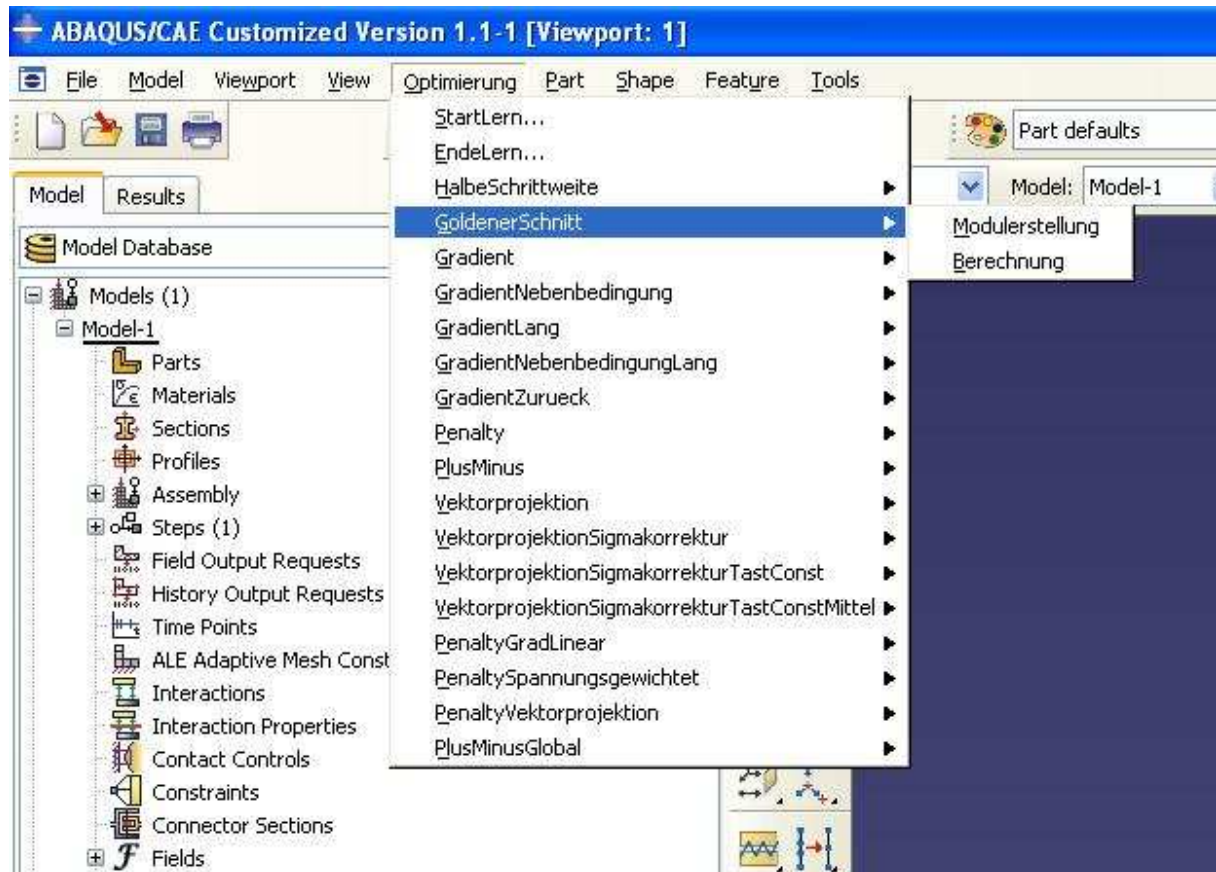 ABAQUS/CAE Customized Version 1.1-1 [Viewport: 1]
File Model Viewport View Optimierung Part Shape Feature Tools
StartLern...
EndeLern...
HalbeSchrittweite
GoldenerSchnitt
Gradient
GradientNebenbedingung
GradientLang
GradientNebenbedingungLang
GradientZurueck
Penalty
PlusMinus
Vektorprojektion
VektorprojektionSigmakorrektur
VektorprojektionSigmakorrekturTastConst
VektorprojektionSigmakorrekturTastConstMittel
PenaltyGradLinear
PenaltySpannungsgewichtet
PenaltyVektorprojektion
PlusMinusGlobal
Modulerstellung
Berechnung
Part defaults
Model: Model-1
Model Results
Model Database
Models (1)
Model-1
Parts
Materials
Sections
Profiles
Assembly
Steps (1)
Field Output Requests
History Output Requests
Time Points
ALE Adaptive Mesh Const
Interactions
Interaction Properties
Contact Controls
Constraints
Connector Sections
Fields